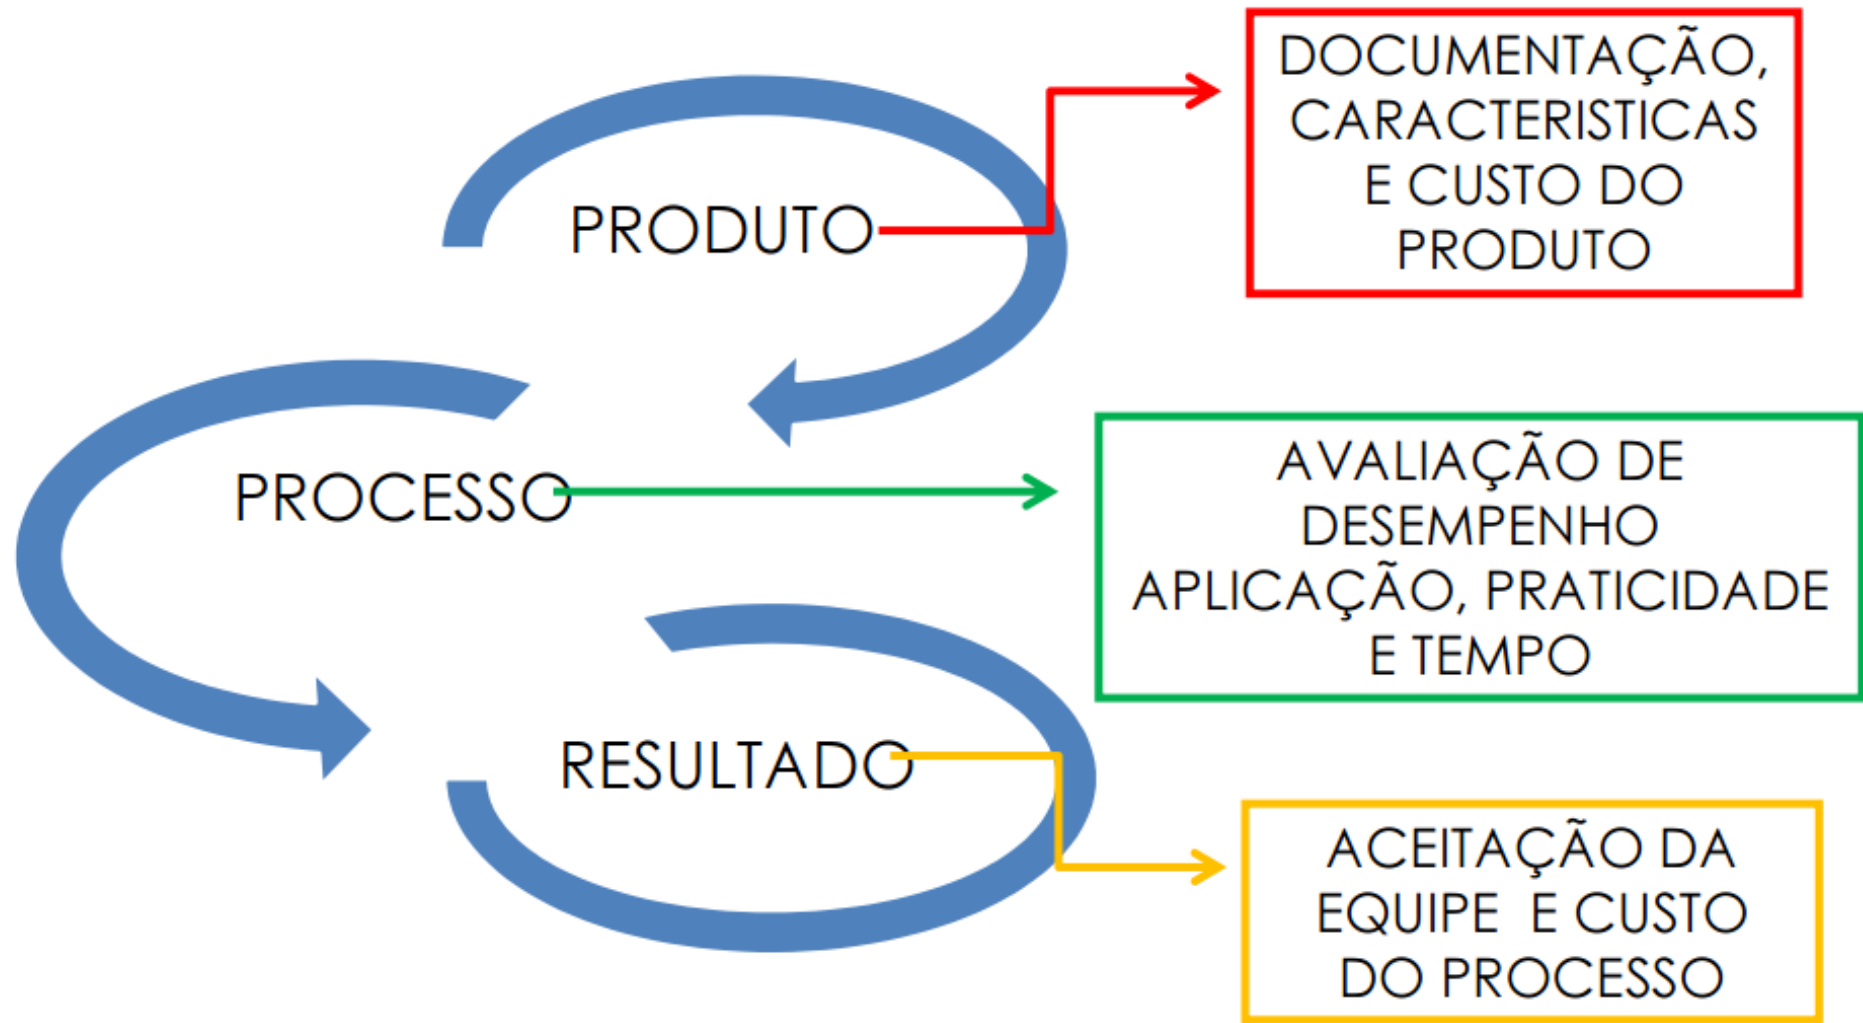 PRODUTO
DOCUMENTAÇÃO,
CARACTERISTICAS
E CUSTO DO
PRODUTO
PROCESSO
AVALIAÇÃO DE
DESEMPENHO
APLICAÇÃO, PRATICIDADE
E TEMPO
RESULTADO
ACEITAÇÃO DA
EQUIPE E CUSTO
DO PROCESSO